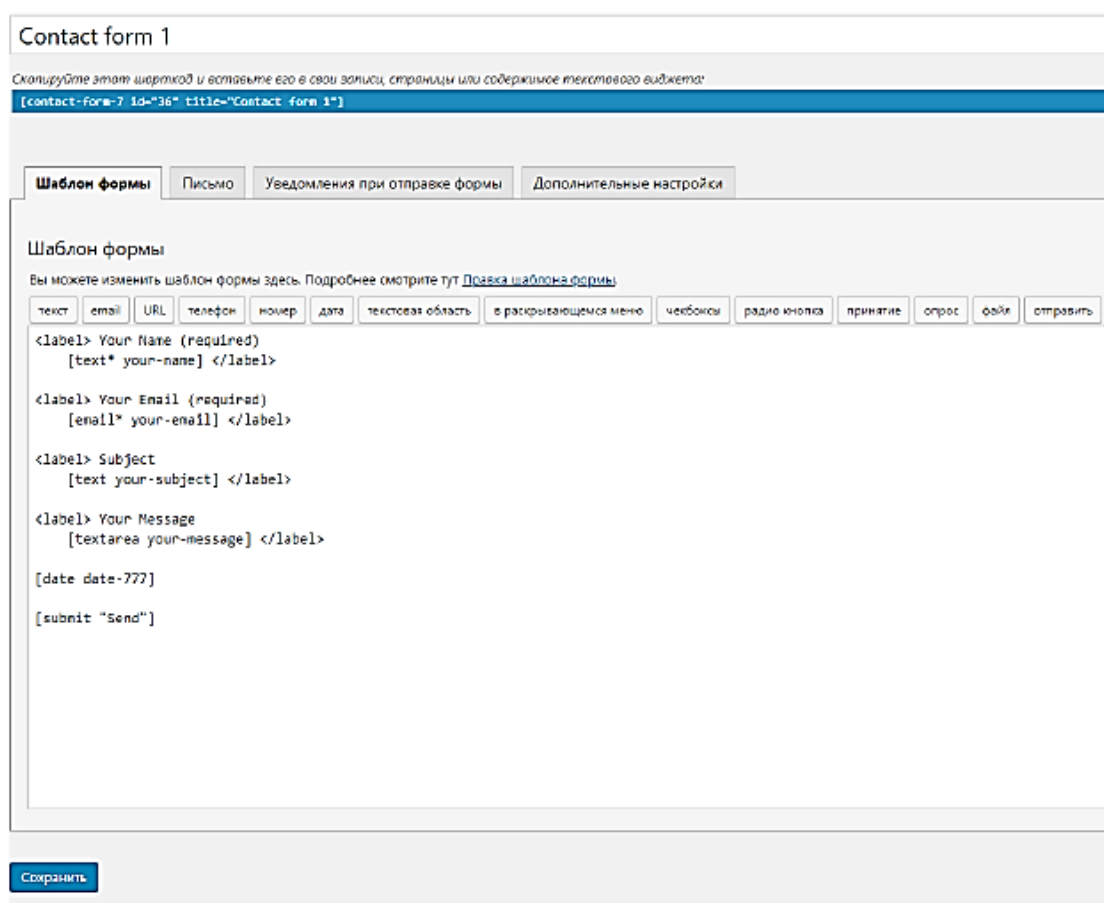 Contact form 1
Скопируйте этот шорткод и вставьте его в свои записи, страницы или содержимое текстового виджета:
[contact-form-7 id="36" title="Contact form 1"]
Шаблон формы Письмо Уведомления при отправке формы Дополнительные настройки
Шаблон формы
Вы можете изменить шаблон формы здесь. Подробнее смотрите тут Правка шаблона формы.
текст email URL телефон номер дата текстовая область в раскрывающемся меню чекбоксы радио кнопка принятие опрос файл отправить
<label> Your Name (required)
[text* your-name] </label>
<label> Your Email (required)
[email* your-email] </label>
<label> Subject
[text your-subject] </label>
<label> Your Message
[textarea your-message] </label>
[date date-777]
[submit "Send"]
Сохранить